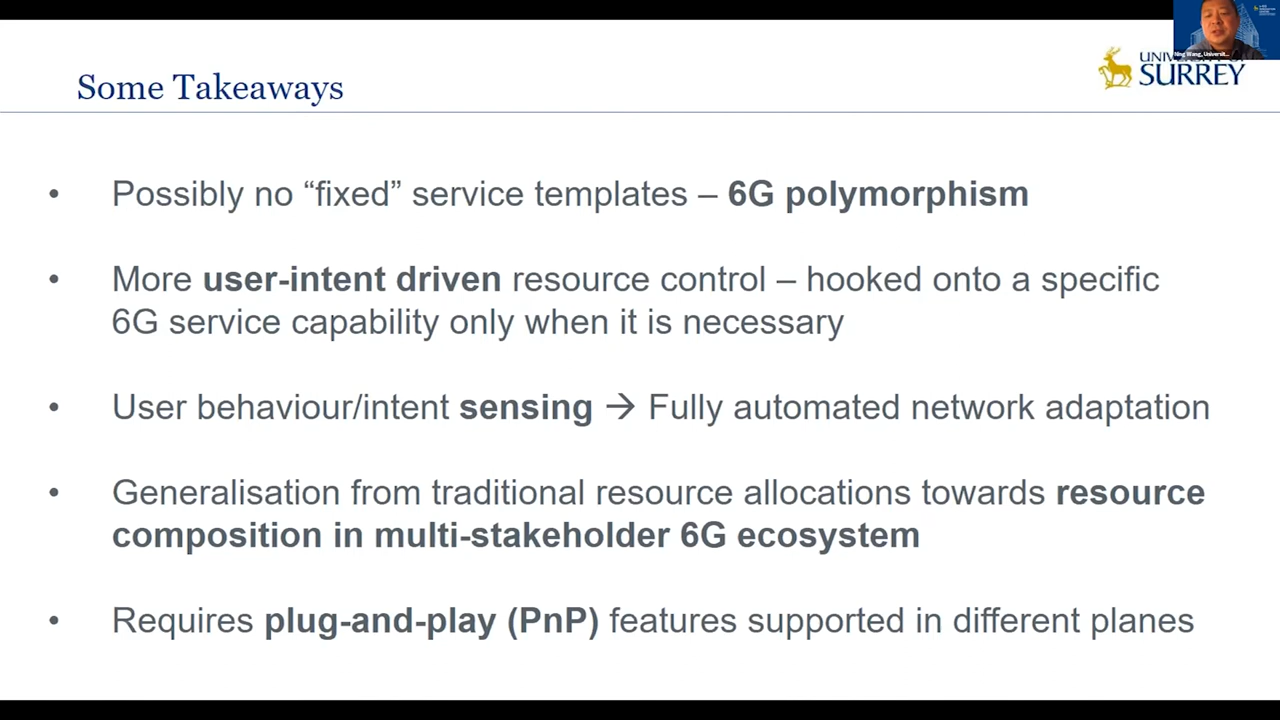 Some Takeaways
UNIVERSITY OF
SURREY
Ning Wang, Universit...
• Possibly no “fixed” service templates – 6G polymorphism
• More user-intent driven resource control – hooked onto a specific
6G service capability only when it is necessary
• User behaviour/intent sensing → Fully automated network adaptation
• Generalisation from traditional resource allocations towards resource
composition in multi-stakeholder 6G ecosystem
• Requires plug-and-play (PnP) features supported in different planes